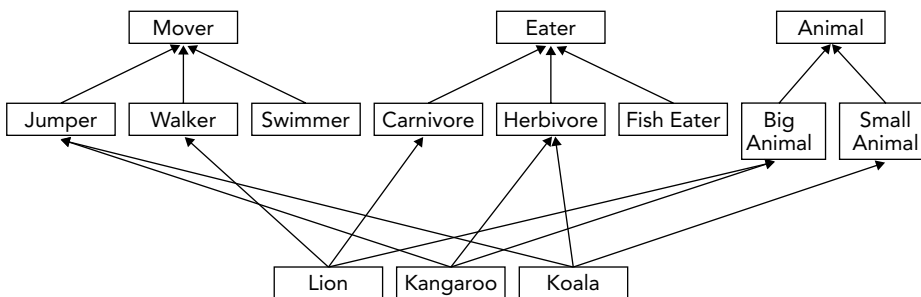 Mover
Eater
Animal
Jumper
Walker
Swimmer
Carnivore
Herbivore
Fish Eater
Big
Animal
Small
Animal
Lion
Kangaroo
Koala